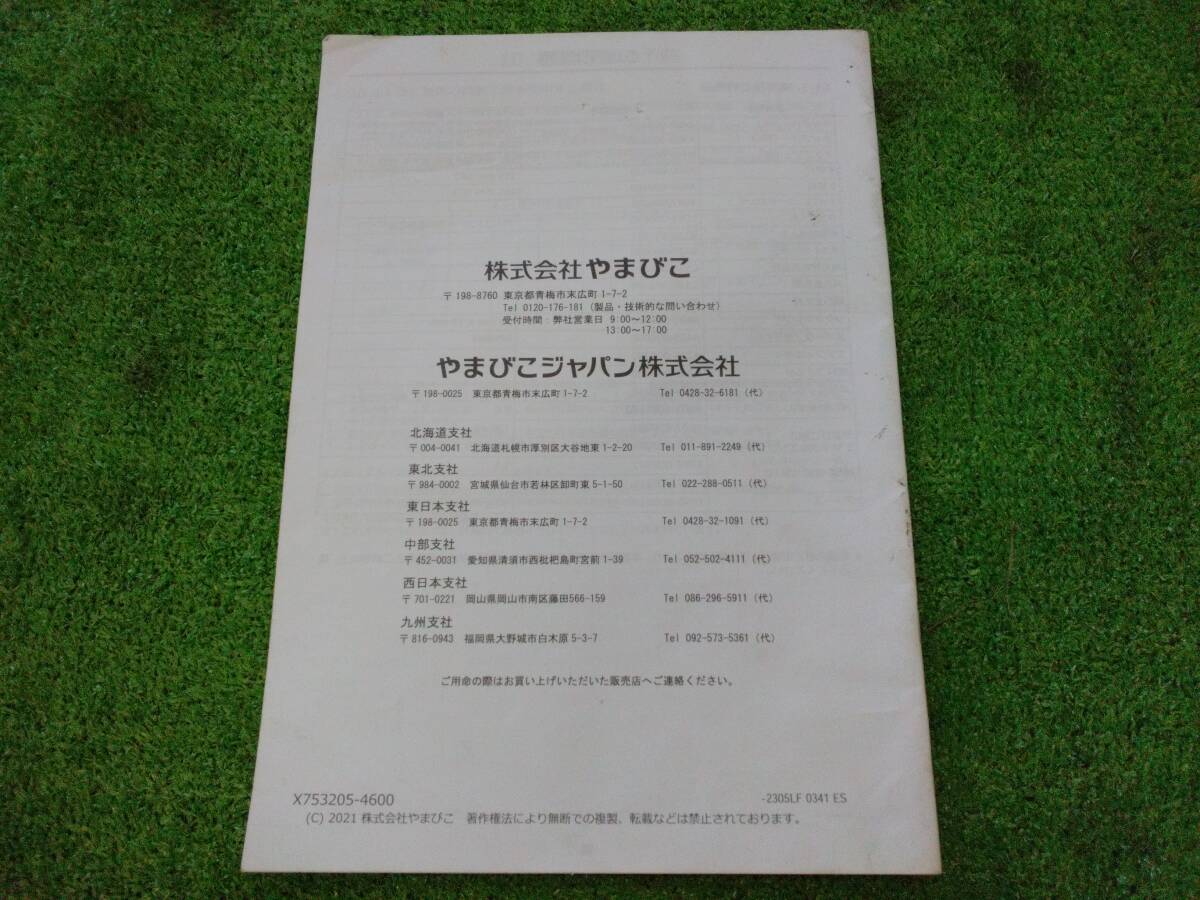 株式会社やまびこ
〒198-8760 東京都青梅市末広町1-7-2
Tel 0120-176-181（製品・技術的な問い合わせ）
受付時間：弊社営業日 9:00～12:00
13:00～17:00
やまびこジャパン株式会社
〒198-0025 東京都青梅市末広町1-7-2 Tel 0428-32-6181（代）
北海道支社
〒004-0041 北海道札幌市厚別区大谷地東1-2-20 Tel 011-891-2249（代）
東北支社
〒984-0002 宮城県仙台市若林区卸町東5-1-50 Tel 022-288-0511（代）
東日本支社
〒198-0025 東京都青梅市末広町1-7-2 Tel 0428-32-1091（代）
中部支社
〒452-0031 愛知県清須市西枇杷島町宮前1-39 Tel 052-502-4111（代）
西日本支社
〒701-0221 岡山県岡山市南区藤田566-159 Tel 086-296-5911（代）
九州支社
〒816-0943 福岡県大野城市白木原5-3-7 Tel 092-573-5361（代）
ご用命の際はお買い上げいただいた販売店へご連絡ください。
X753205-4600 -2305LF 0341 ES
(C) 2021 株式会社やまびこ 著作権法により無断での複製、転載などは禁止されております。